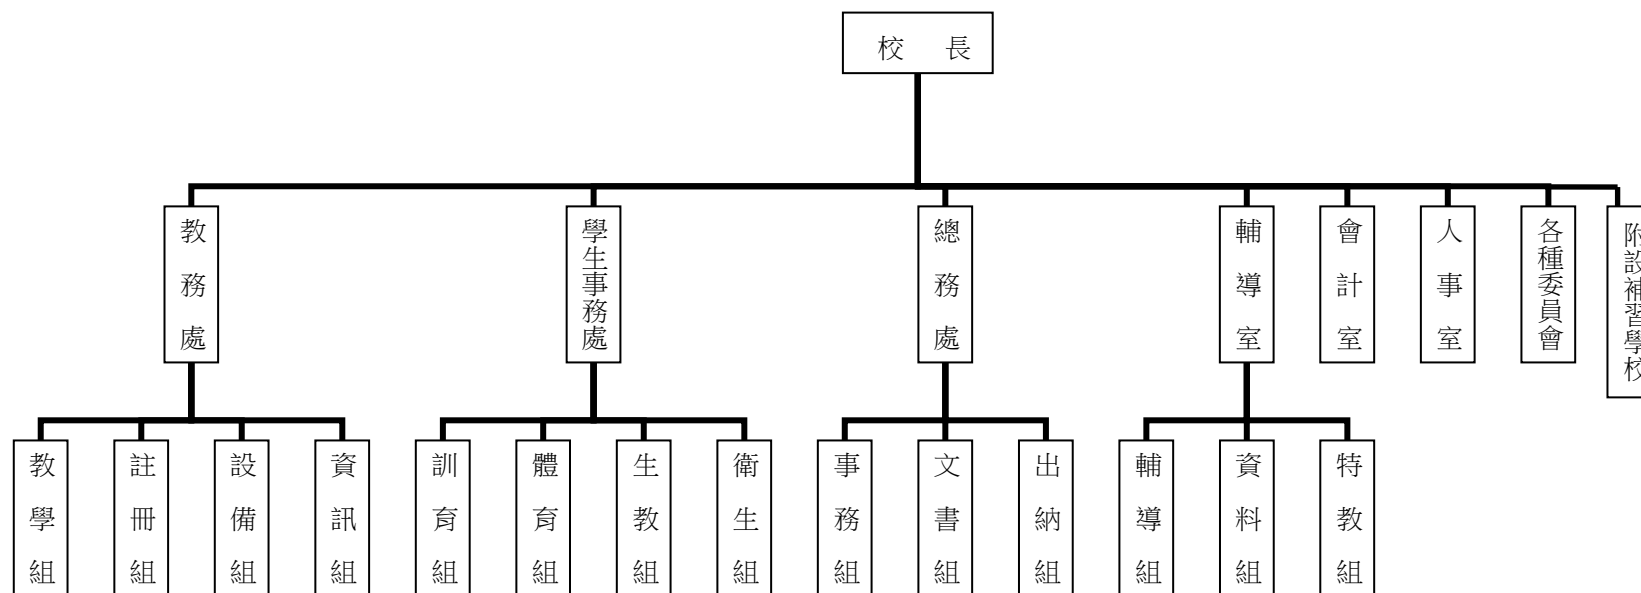 校 長
教務處
學生事務處
總務處
輔導室
會計室
人事室
各種委員會
附設補習學校
教學組
註冊組
設備組
資訊組
訓育組
體育組
生教組
衛生組
事務組
文書組
出納組
輔導組
資料組
特教組